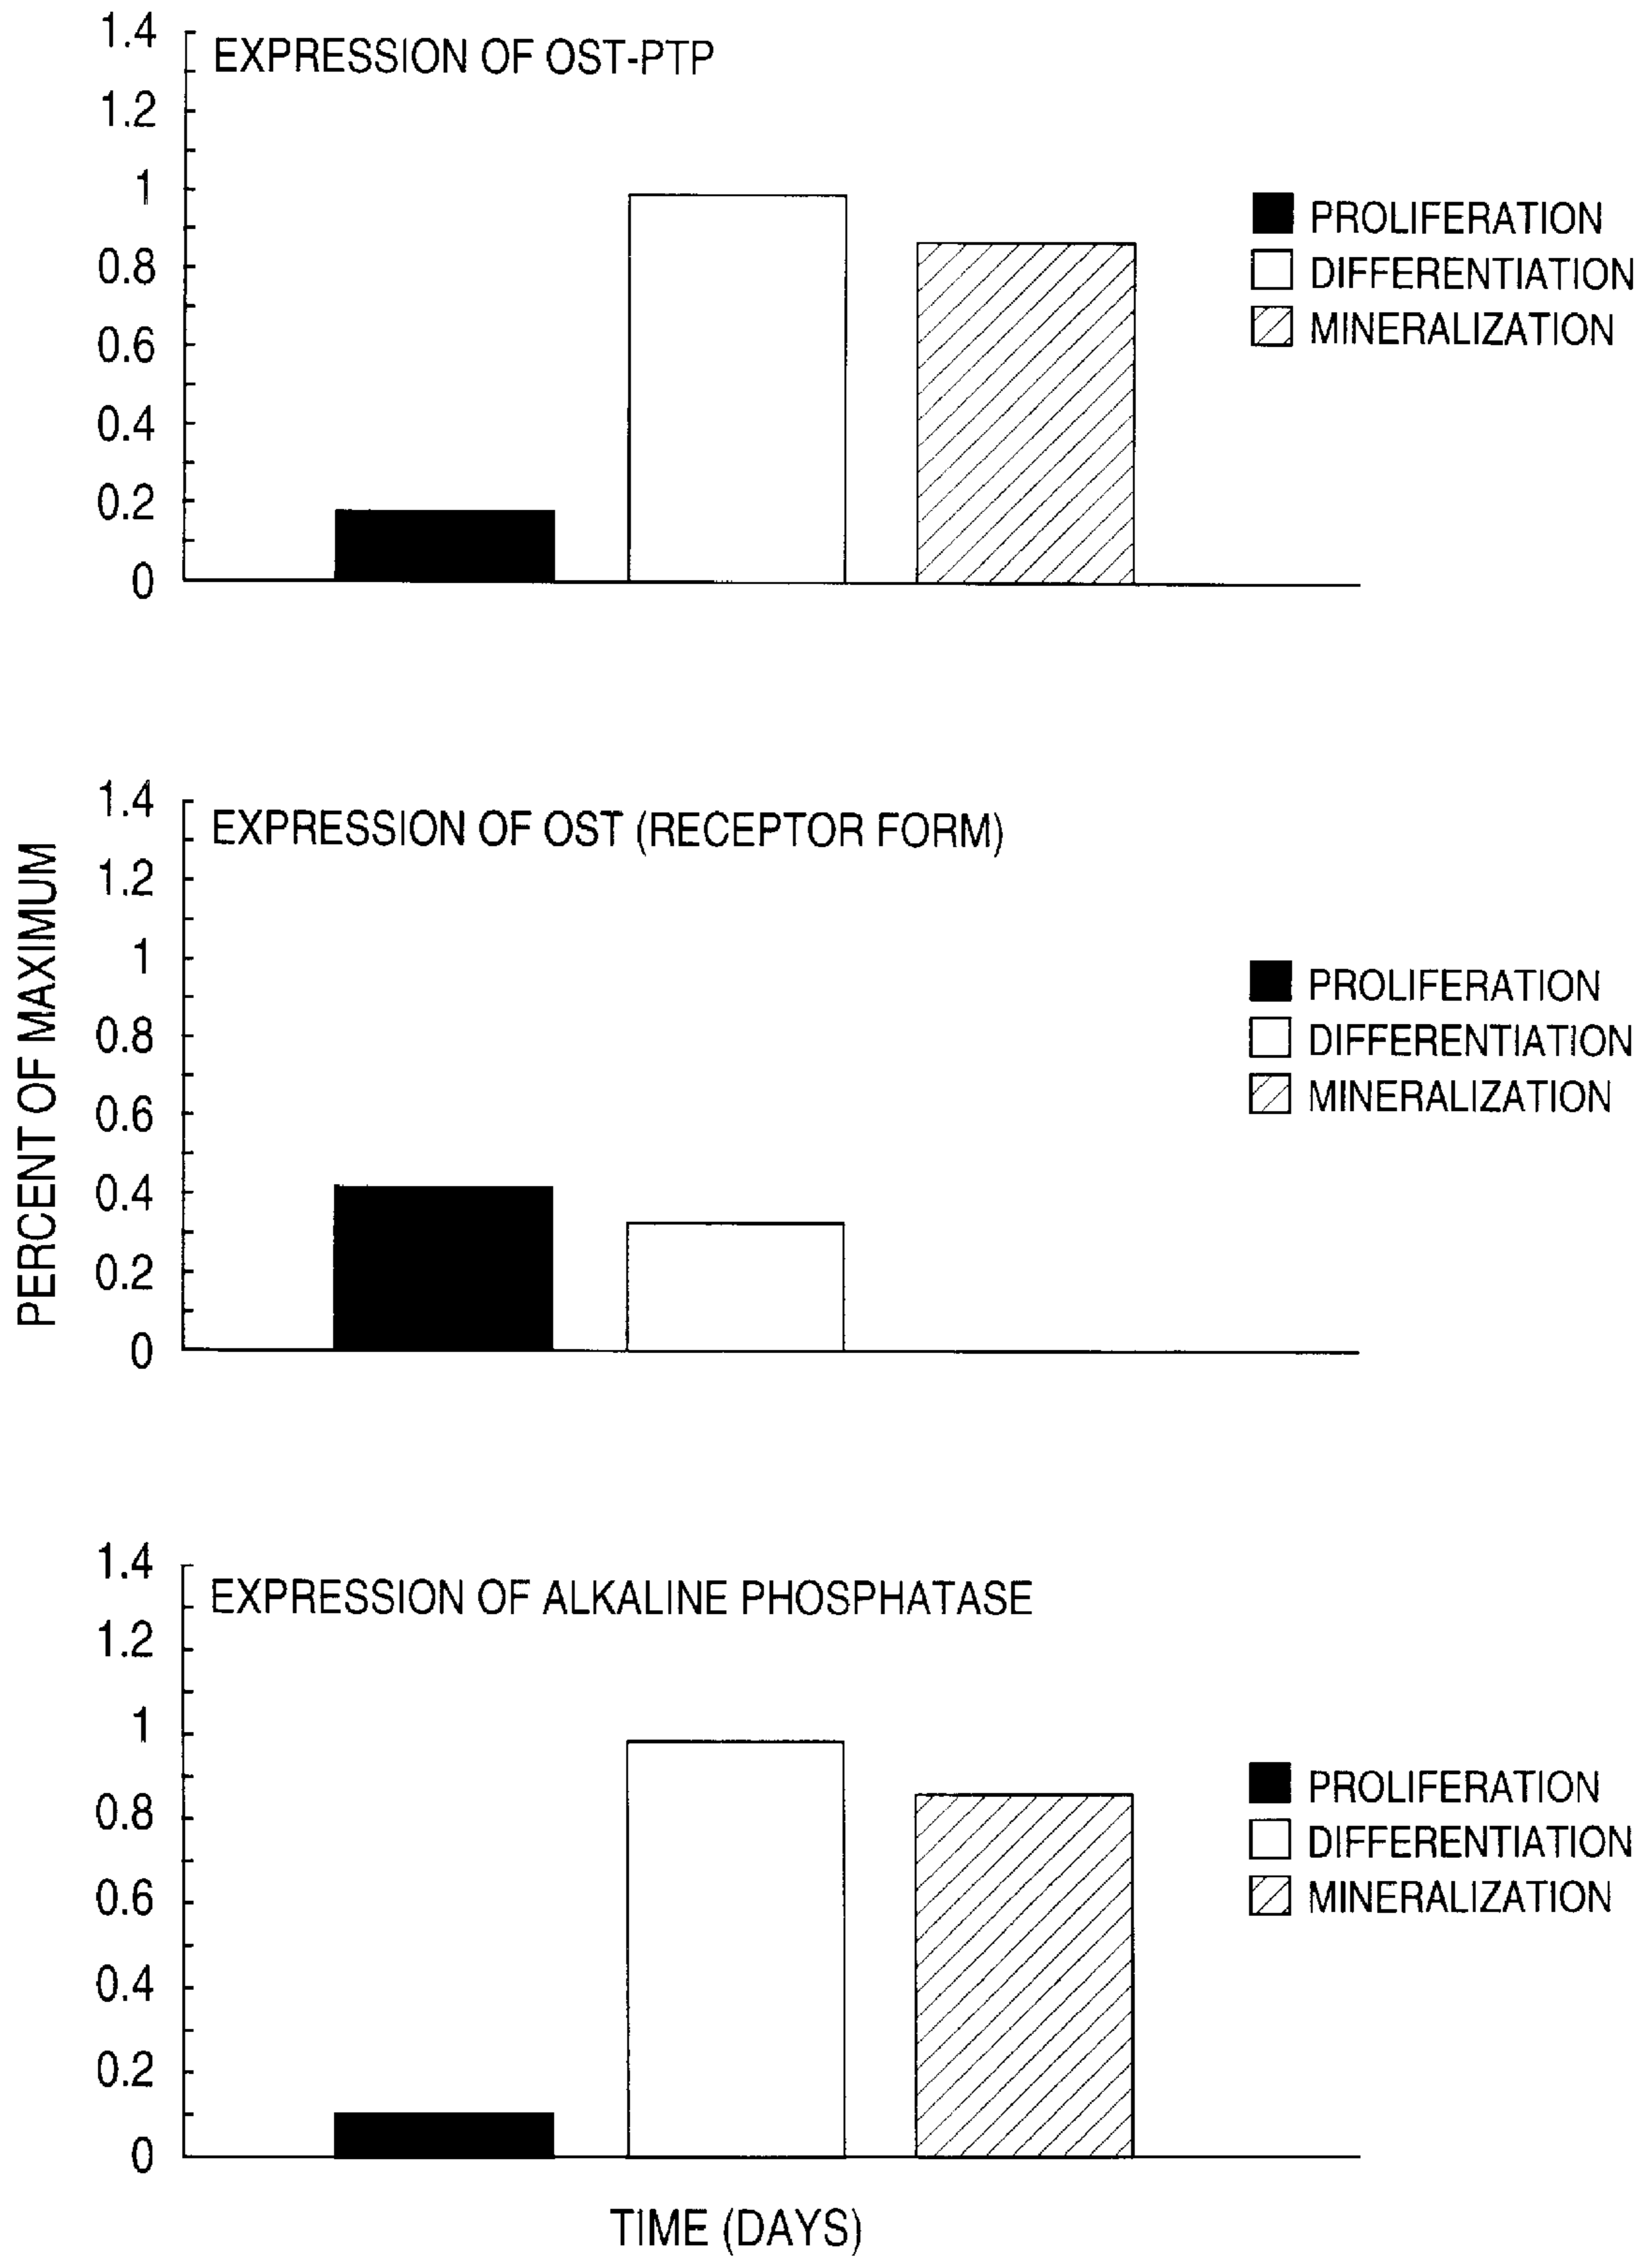 1.4
EXPRESSION OF OST-PTP
1.2
1
0.8
0.6
0.4
0.2
0
PROLIFERATION
DIFFERENTIATION
MINERALIZATION
PERCENT OF MAXIMUM
1.4
EXPRESSION OF OST (RECEPTOR FORM)
1.2
1
0.8
0.6
0.4
0.2
0
PROLIFERATION
DIFFERENTIATION
MINERALIZATION
1.4
EXPRESSION OF ALKALINE PHOSPHATASE
1.2
1
0.8
0.6
0.4
0.2
0
PROLIFERATION
DIFFERENTIATION
MINERALIZATION
TIME (DAYS)